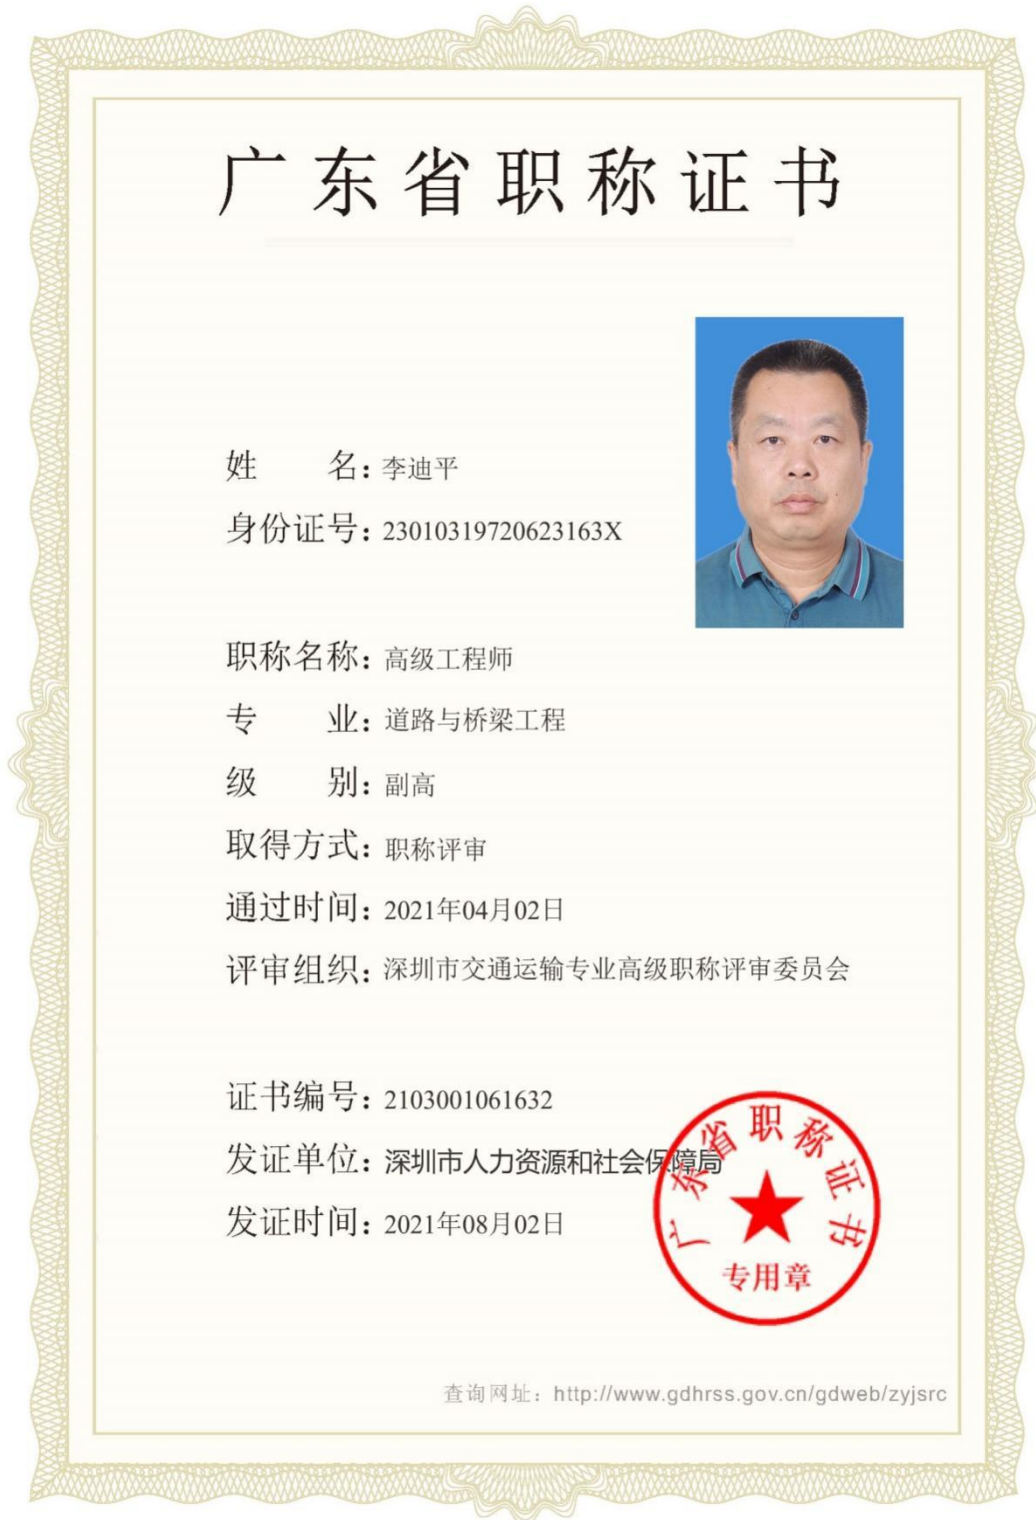 广东省职称证书
姓 名：李迪平
身份证号：23010319720623163X
职称名称：高级工程师
专 业：道路与桥梁工程
级 别：副高
取得方式：职称评审
通过时间：2021年04月02日
评审组织：深圳市交通运输专业高级职称评审委员会
证书编号：2103001061632
发证单位：深圳市人力资源和社会保障局
发证时间：2021年08月02日
广东省职称证书
专用章
查询网址：http://www.gdhrss.gov.cn/gdweb/zyjsrc